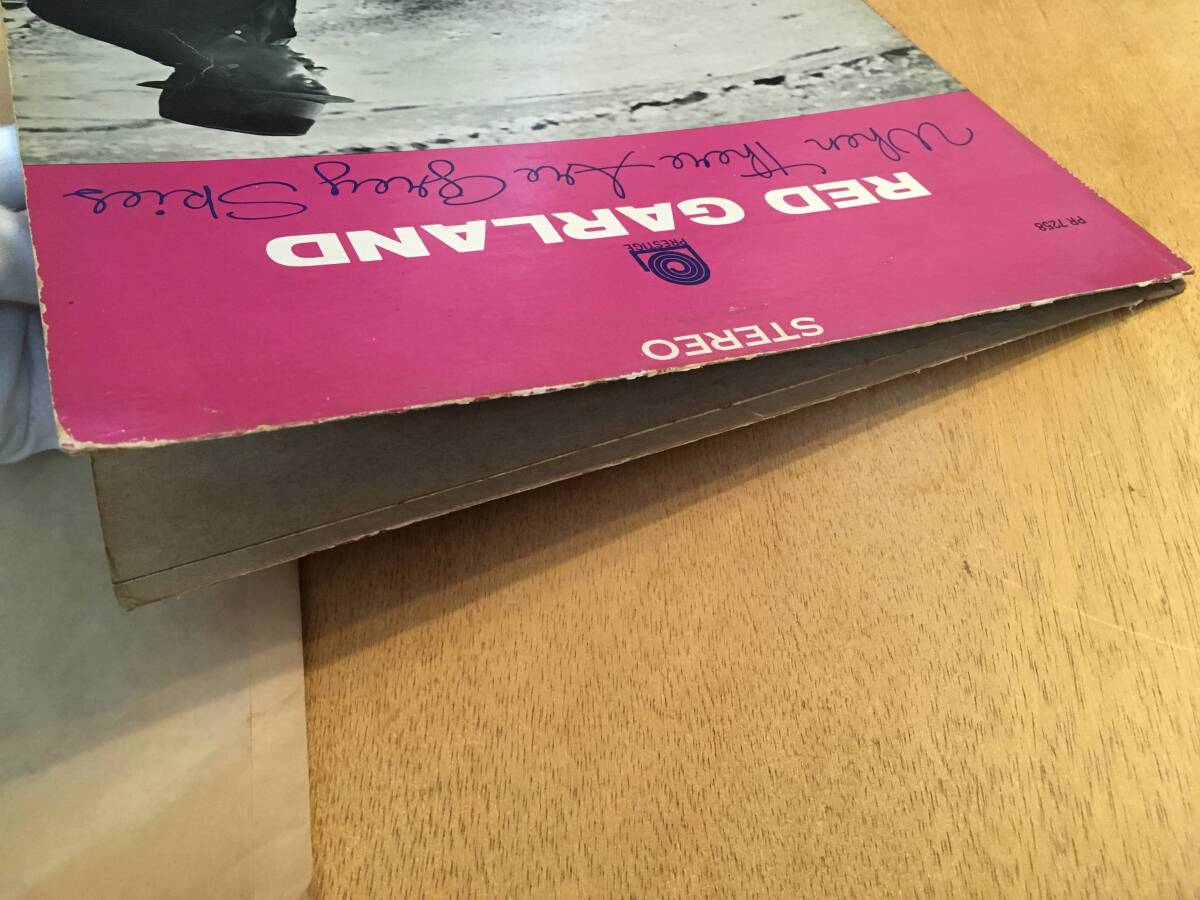 STEREO
PRESTIGE
PR 7258
RED GARLAND
When There Are Grey Skies